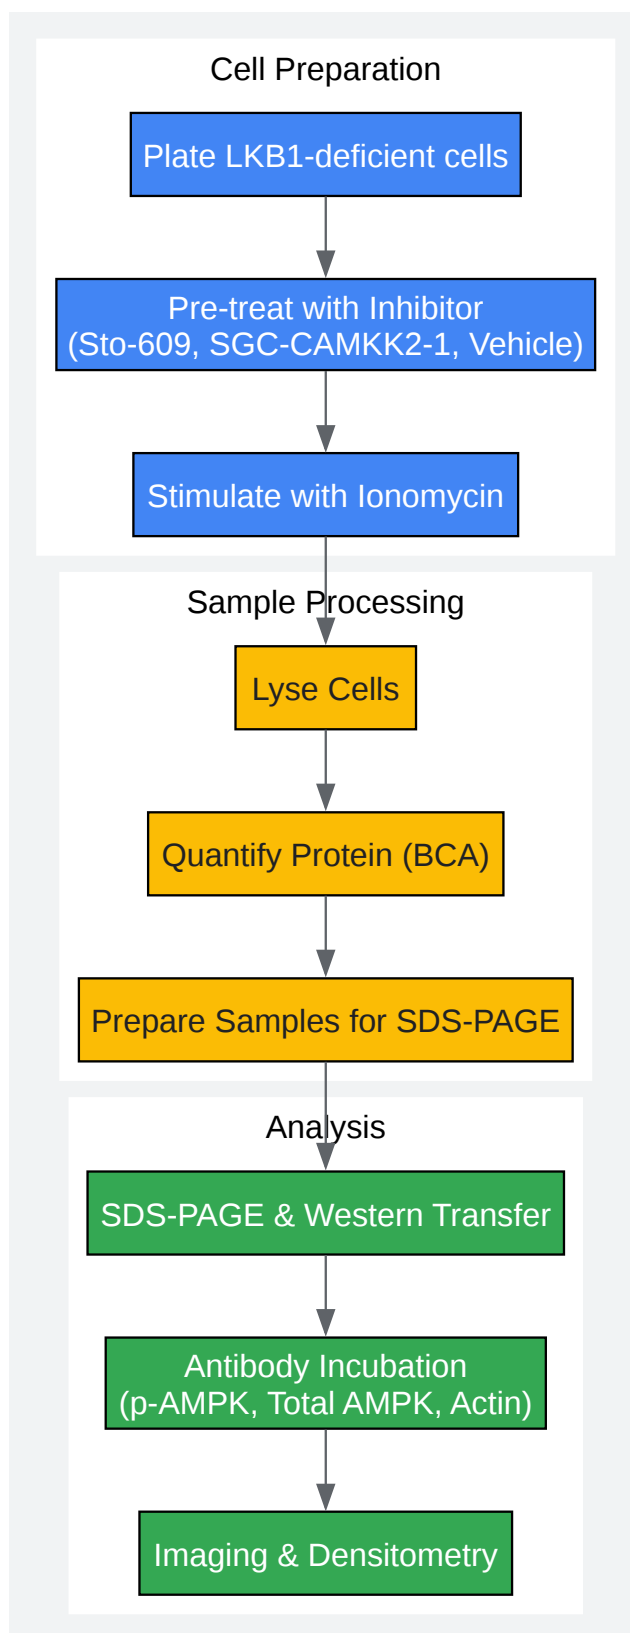 Cell Preparation
Plate LKB1-deficient cells
Pre-treat with Inhibitor
(Sto-609, SGC-CAMKK2-1, Vehicle)
Stimulate with Ionomycin
Sample Processing
Lyse Cells
Quantify Protein (BCA)
Prepare Samples for SDS-PAGE
Analysis
SDS-PAGE & Western Transfer
Antibody Incubation
(p-AMPK, Total AMPK, Actin)
Imaging & Densitometry